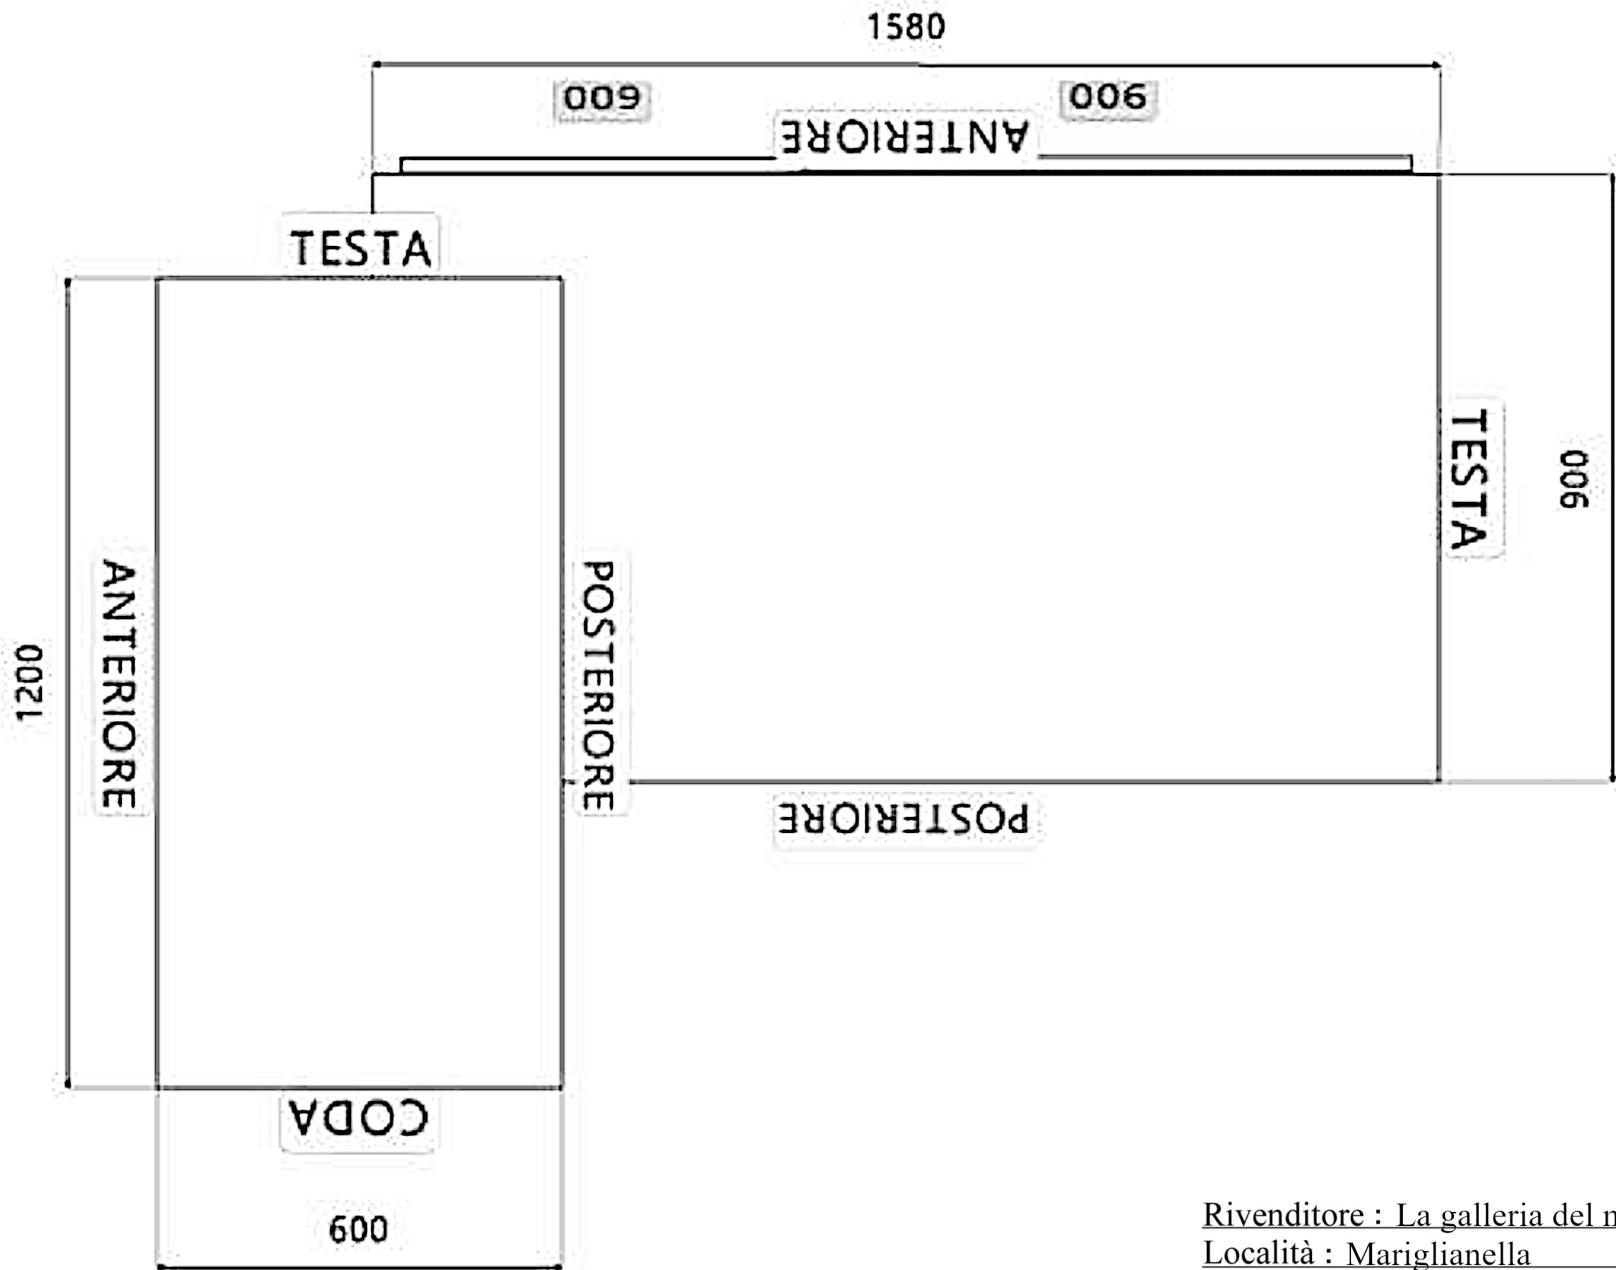 1580
600
900
ANTERIORE
TESTA
TESTA
900
ANTERIORE
POSTERIORE
1200
POSTERIORE
CODA
600
Rivenditore : La galleria del
Località : Mariglianella